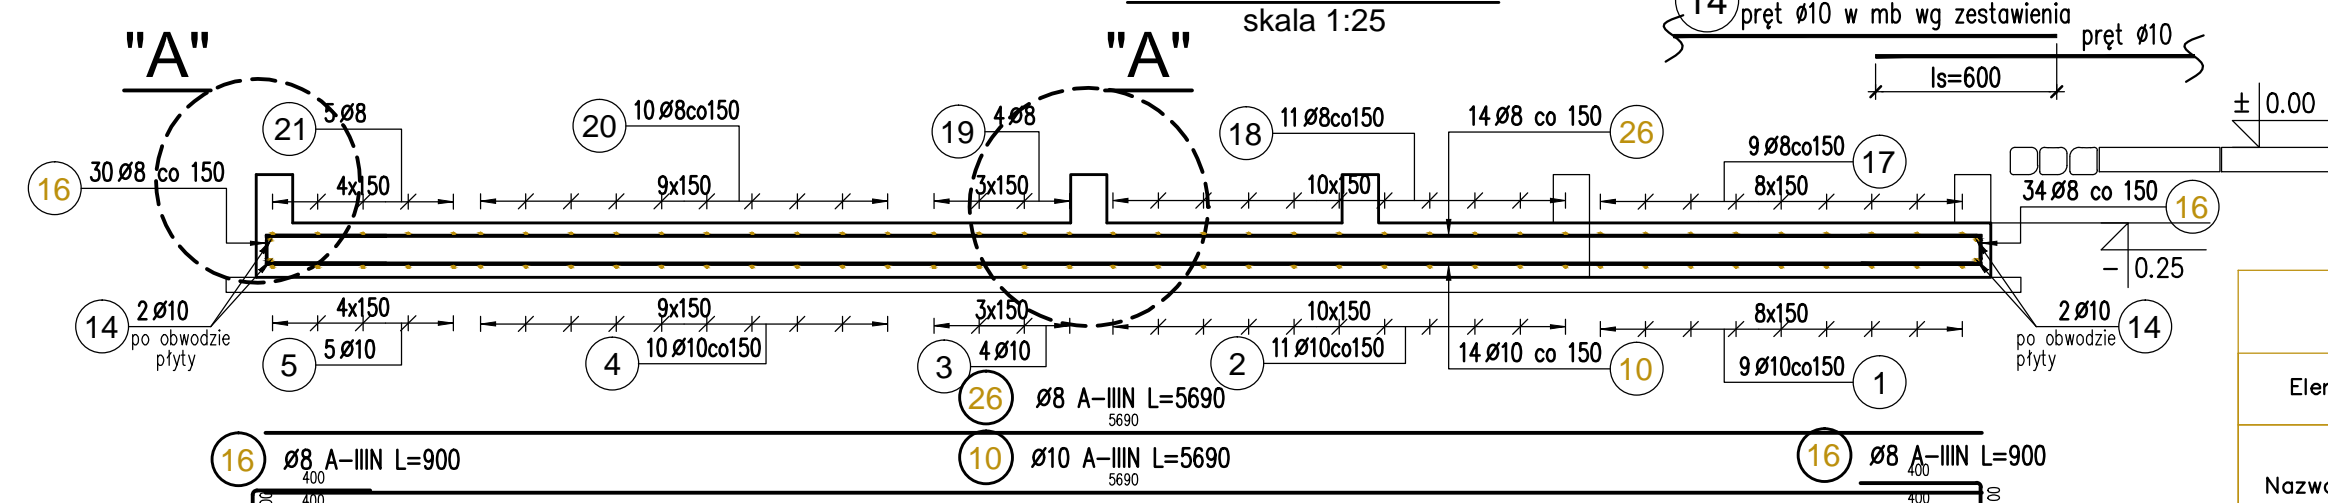 skala 1:25
14
pręt Ø10 w mb wg zestawienia
pręt Ø10
ls=600
± 0.00
"A"
"A"
21
5 Ø8
20
10 Ø8co150
19
4 Ø8
18
11 Ø8co150
14 Ø8 co 150
26
9 Ø8co150
17
16
30 Ø8 co 150
34 Ø8 co 150
16
4x150
9x150
3x150
10x150
8x150
- 0.25
14
2 Ø10
po obwodzie
płyty
4x150
9x150
3x150
10x150
8x150
2 Ø10
14
po obwodzie
płyty
5
5 Ø10
4
10 Ø10co150
3
4 Ø10
2
11 Ø10co150
14 Ø10 co 150
10
9 Ø10co150
1
26
Ø8 A-IIIN L=5690
5690
16
Ø8 A-IIIN L=900
400
400
10
Ø10 A-IIIN L=5690
5690
16
Ø8 A-IIIN L=900
400
400